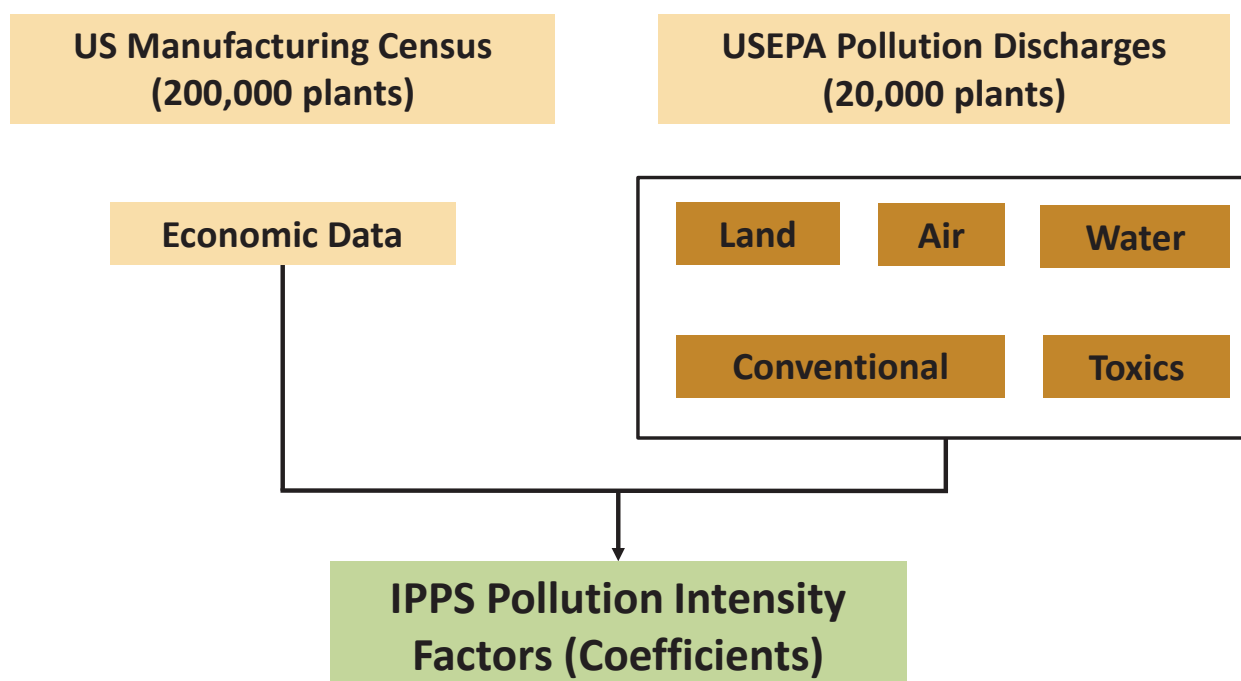 US Manufacturing Census
(200,000 plants)
USEPA Pollution Discharges
(20,000 plants)
Economic Data
Land
Air
Water
Conventional
Toxics
IPPS Pollution Intensity
Factors (Coefficients)